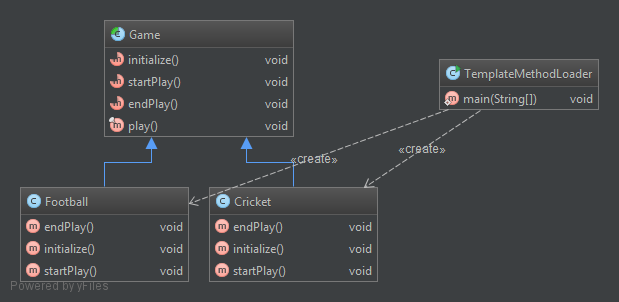 Game
initialize() void
startPlay() void
endPlay() void
play() void
TemplateMethodLoader
main(String[]) void
«create»
«create»
Football
endPlay() void
initialize() void
startPlay() void
Cricket
endPlay() void
initialize() void
startPlay() void
Powered by yFiles